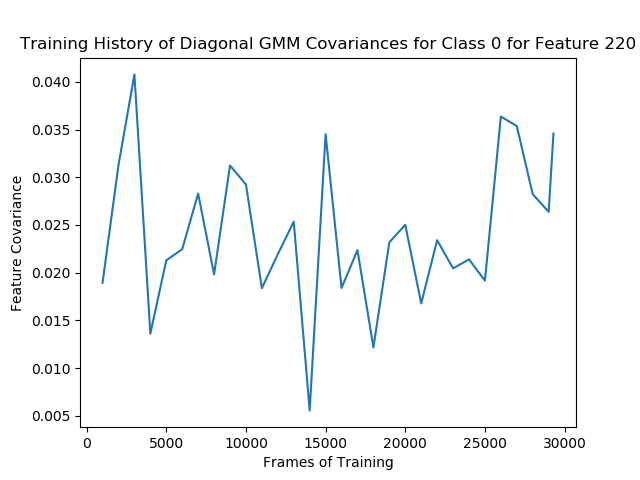 Training History of Diagonal GMM Covariances for Class 0 for Feature 220
0.040
0.035
0.030
0.025
0.020
0.015
0.010
0.005
Feature Covariance
0 5000 10000 15000 20000 25000 30000
Frames of Training